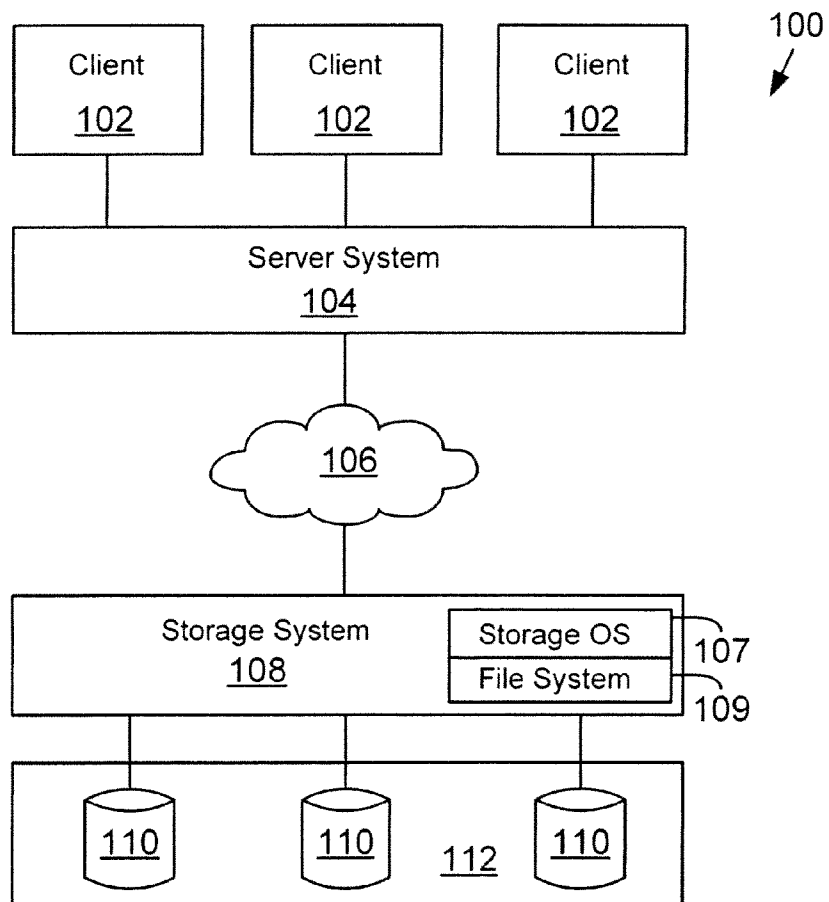 100
Client
102
Client
102
Client
102
Server System
104
106
Storage System
108
Storage OS
107
File System
109
110
110
110
112